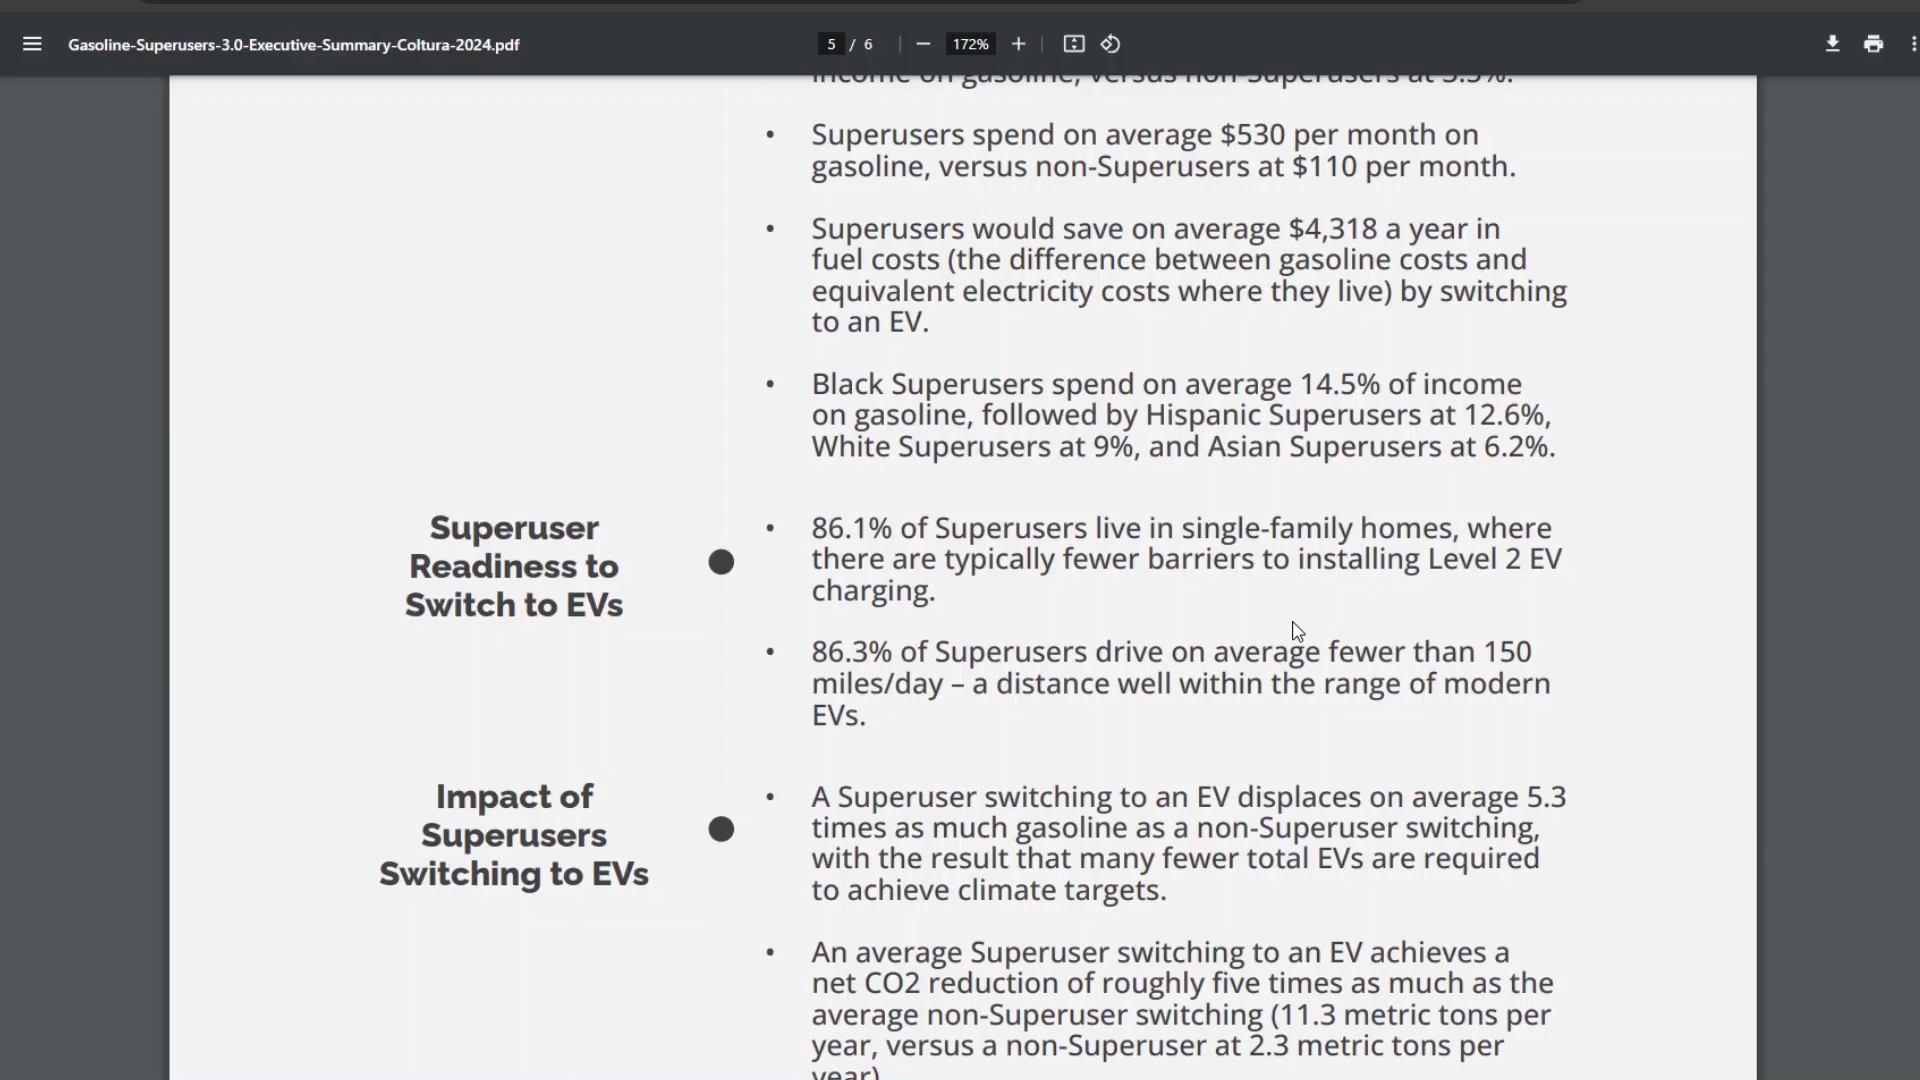 Gasoline-Superusers-3.0-Executive-Summary-Coltura-2024.pdf
5 / 6
172%
income on gasoline, versus non-Superusers at 3.3%.
• Superusers spend on average $530 per month on
gasoline, versus non-Superusers at $110 per month.
• Superusers would save on average $4,318 a year in
fuel costs (the difference between gasoline costs and
equivalent electricity costs where they live) by switching
to an EV.
• Black Superusers spend on average 14.5% of income
on gasoline, followed by Hispanic Superusers at 12.6%,
White Superusers at 9%, and Asian Superusers at 6.2%.
Superuser
Readiness to
Switch to EVs
• 86.1% of Superusers live in single-family homes, where
there are typically fewer barriers to installing Level 2 EV
charging.
• 86.3% of Superusers drive on average fewer than 150
miles/day – a distance well within the range of modern
EVs.
Impact of
Superusers
Switching to EVs
• A Superuser switching to an EV displaces on average 5.3
times as much gasoline as a non-Superuser switching,
with the result that many fewer total EVs are required
to achieve climate targets.
• An average Superuser switching to an EV achieves a
net CO2 reduction of roughly five times as much as the
average non-Superuser switching (11.3 metric tons per
year, versus a non-Superuser at 2.3 metric tons per
year)